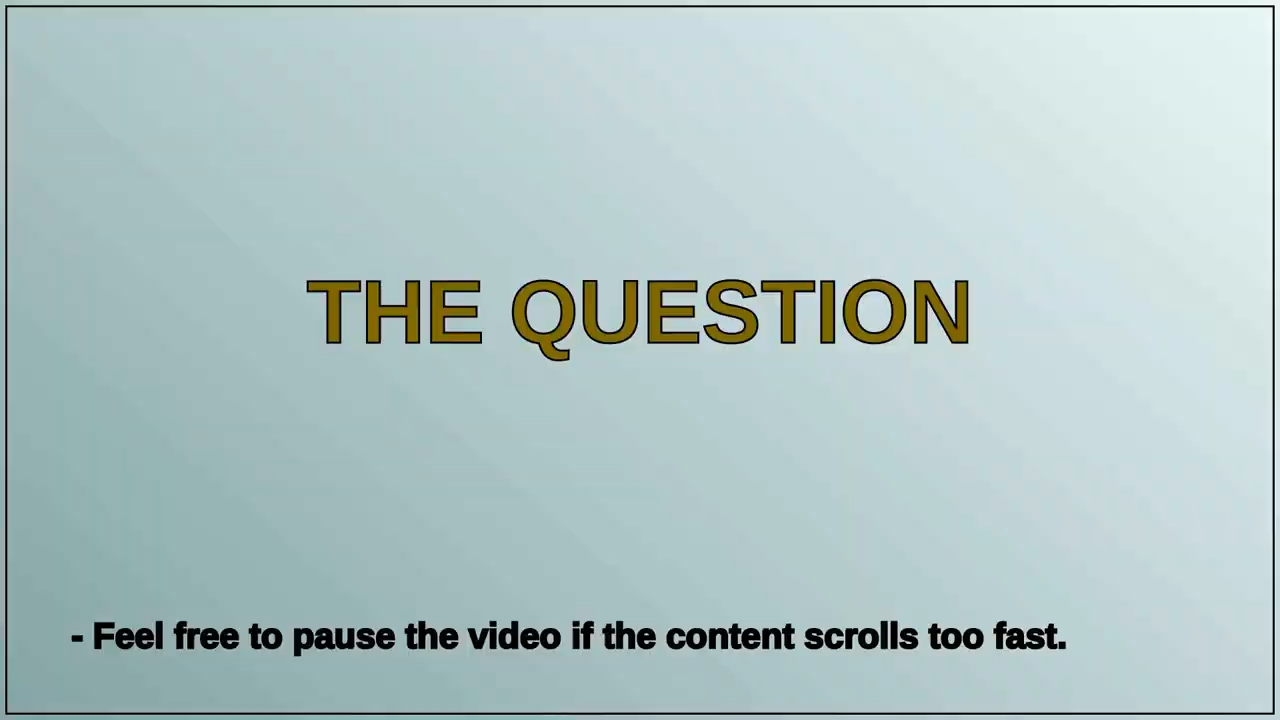 THE QUESTION
- Feel free to pause the video if the content scrolls too fast.